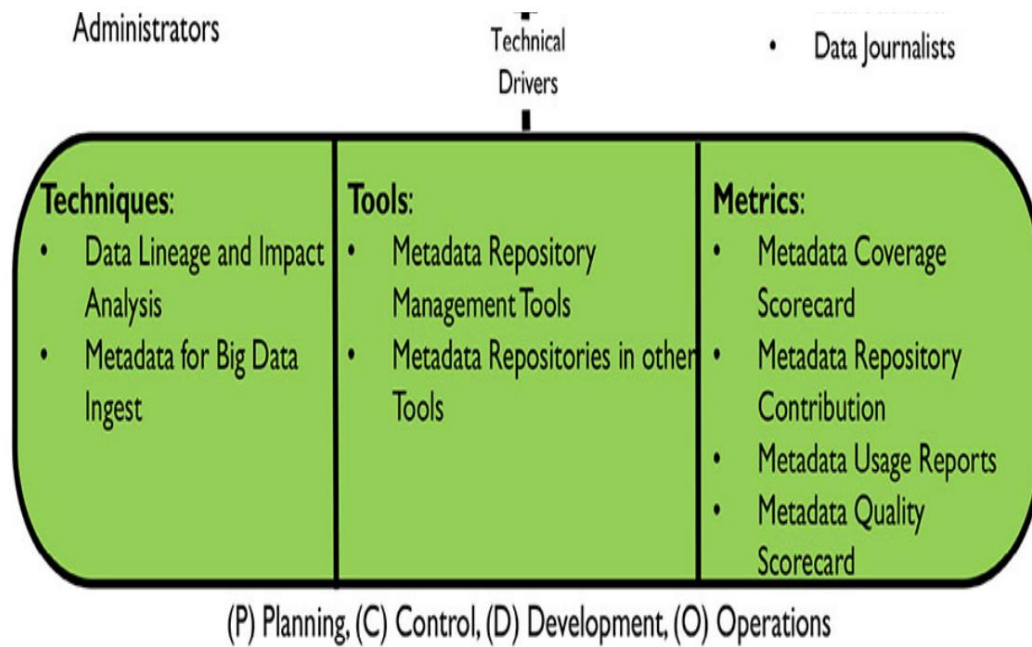 Administrators
Technical
Drivers
• Data Journalists
Techniques:
• Data Lineage and Impact
Analysis
• Metadata for Big Data
Ingest
Tools:
• Metadata Repository
Management Tools
• Metadata Repositories in other
Tools
Metrics:
• Metadata Coverage
Scorecard
• Metadata Repository
Contribution
• Metadata Usage Reports
• Metadata Quality
Scorecard
(P) Planning, (C) Control, (D) Development, (O) Operations